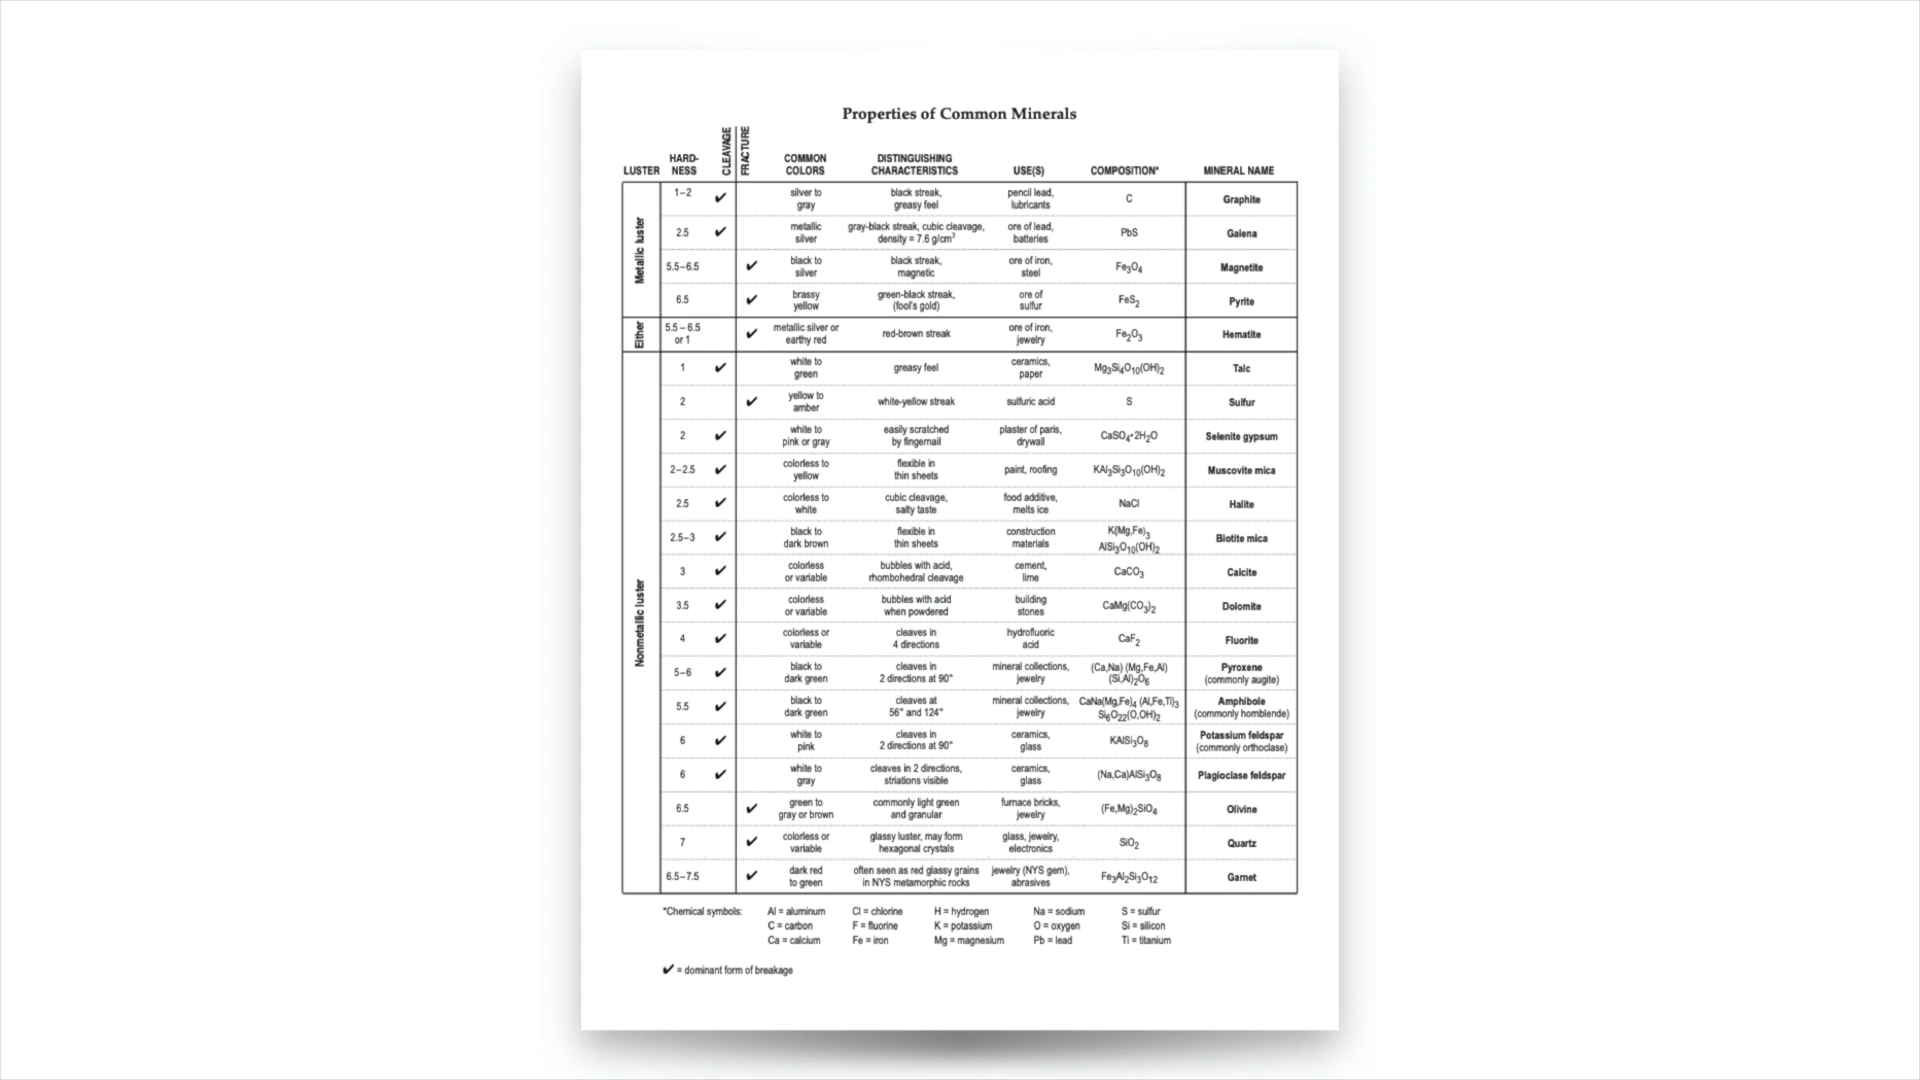 Properties of Common Minerals
LUSTER HARD-NESS CLEAVAGE FRACTURE COMMON COLORS DISTINGUISHING CHARACTERISTICS USE(S) COMPOSITION* MINERAL NAME
Metallic luster
1–2 ✔ silver to gray black streak, greasy feel pencil lead, lubricants C Graphite
2.5 ✔ metallic silver gray-black streak, cubic cleavage, density = 7.6 g/cm³ ore of lead, batteries PbS Galena
5.5–6.5 ✔ black to silver black streak, magnetic ore of iron, steel Fe₃O₄ Magnetite
6.5 ✔ brassy yellow green-black streak, (fool's gold) ore of sulfur FeS₂ Pyrite
Either
5.5 – 6.5 or 1 ✔ metallic silver or earthy red red-brown streak ore of iron, jewelry Fe₂O₃ Hematite
Nonmetallic luster
1 ✔ white to green greasy feel ceramics, paper Mg₃Si₄O₁₀(OH)₂ Talc
2 ✔ yellow to amber white-yellow streak sulfuric acid S Sulfur
2 ✔ white to pink or gray easily scratched by fingernail plaster of paris, drywall CaSO₄•2H₂O Selenite gypsum
2–2.5 ✔ colorless to yellow flexible in thin sheets paint, roofing KAl₃Si₃O₁₀(OH)₂ Muscovite mica
2.5 ✔ colorless to white cubic cleavage, salty taste food additive, melts ice NaCl Halite
2.5–3 ✔ black to dark brown flexible in thin sheets construction materials K(Mg,Fe)₃ AlSi₃O₁₀(OH)₂ Biotite mica
3 ✔ colorless or variable bubbles with acid, rhombohedral cleavage cement, lime CaCO₃ Calcite
3.5 ✔ colorless or variable bubbles with acid when powdered building stones CaMg(CO₃)₂ Dolomite
4 ✔ colorless or variable cleaves in 4 directions hydrofluoric acid CaF₂ Fluorite
5–6 ✔ black to dark green cleaves in 2 directions at 90° mineral collections, jewelry (Ca,Na) (Mg,Fe,Al) (Si,Al)₂O₆ Pyroxene (commonly augite)
5.5 ✔ black to dark green cleaves at 56° and 124° mineral collections, jewelry CaNa(Mg,Fe)₄ (Al,Fe,Ti)₃ Si₆O₂₂(O,OH)₂ Amphibole (commonly hornblende)
6 ✔ white to pink cleaves in 2 directions at 90° ceramics, glass KAlSi₃O₈ Potassium feldspar (commonly orthoclase)
6 ✔ white to gray cleaves in 2 directions, striations visible ceramics, glass (Na,Ca)AlSi₃O₈ Plagioclase feldspar
6.5 ✔ green to gray or brown commonly light green and granular furnace bricks, jewelry (Fe,Mg)₂SiO₄ Olivine
7 ✔ colorless or variable glassy luster, may form hexagonal crystals glass, jewelry, electronics SiO₂ Quartz
6.5–7.5 ✔ dark red to green often seen as red glassy grains in NYS metamorphic rocks jewelry (NYS gem), abrasives Fe₃Al₂Si₃O₁₂ Garnet
*Chemical symbols: Al = aluminum Cl = chlorine H = hydrogen Na = sodium S = sulfur
C = carbon F = fluorine K = potassium O = oxygen Si = silicon
Ca = calcium Fe = iron Mg = magnesium Pb = lead Ti = titanium
✔ = dominant form of breakage